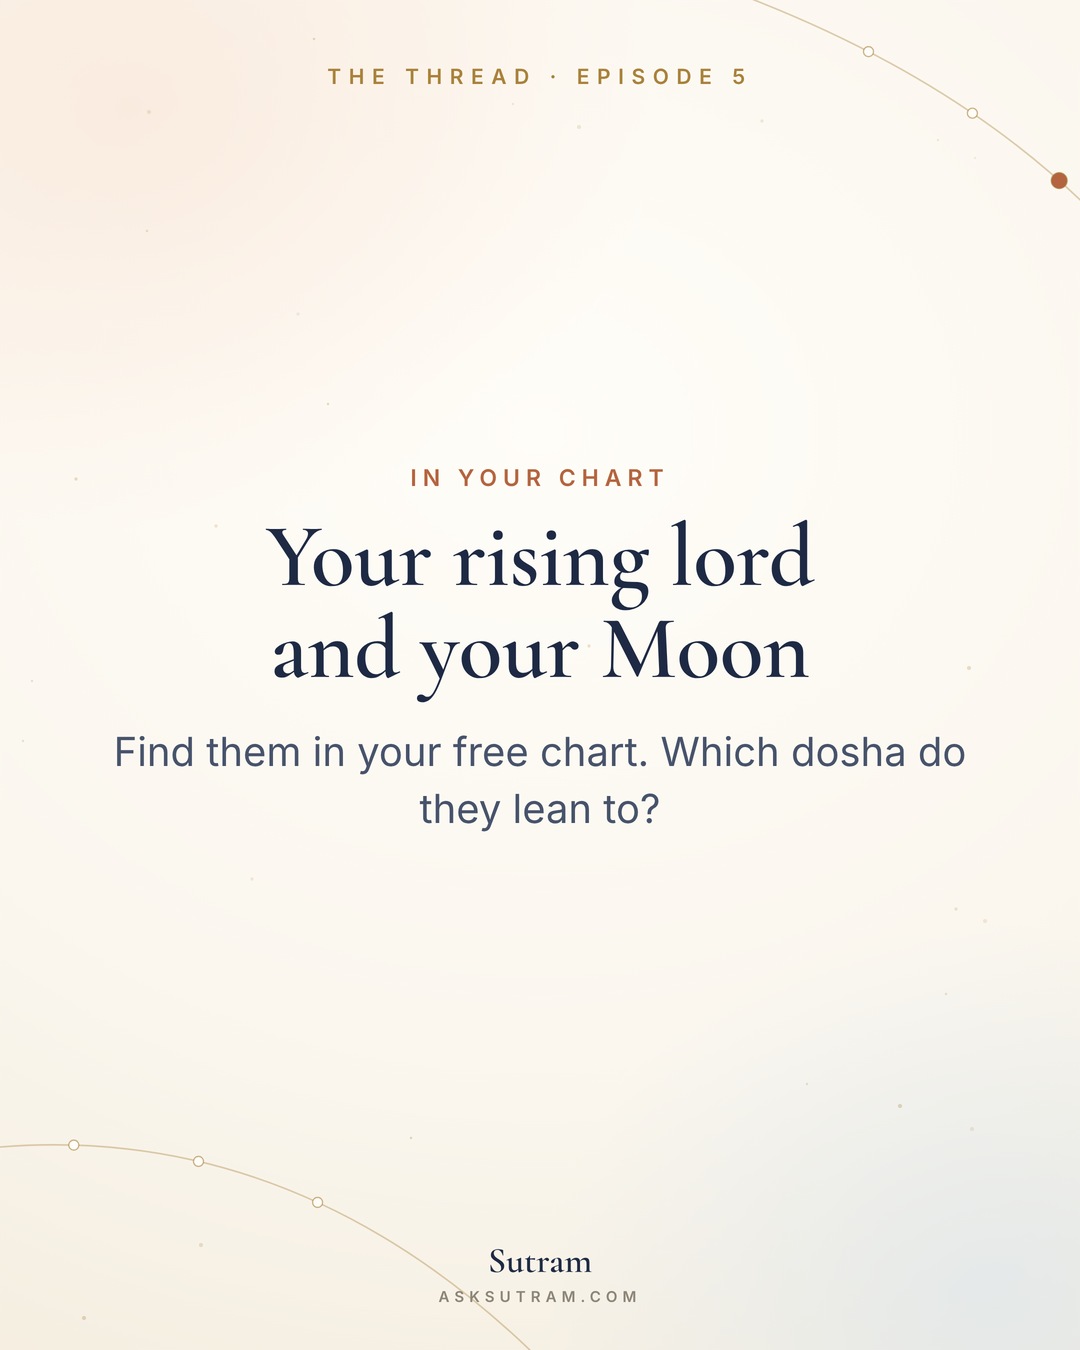 THE THREAD · EPISODE 5
IN YOUR CHART
Your rising lord
and your Moon
Find them in your free chart. Which dosha do
they lean to?
Sutram
ASKSUTRAM.COM